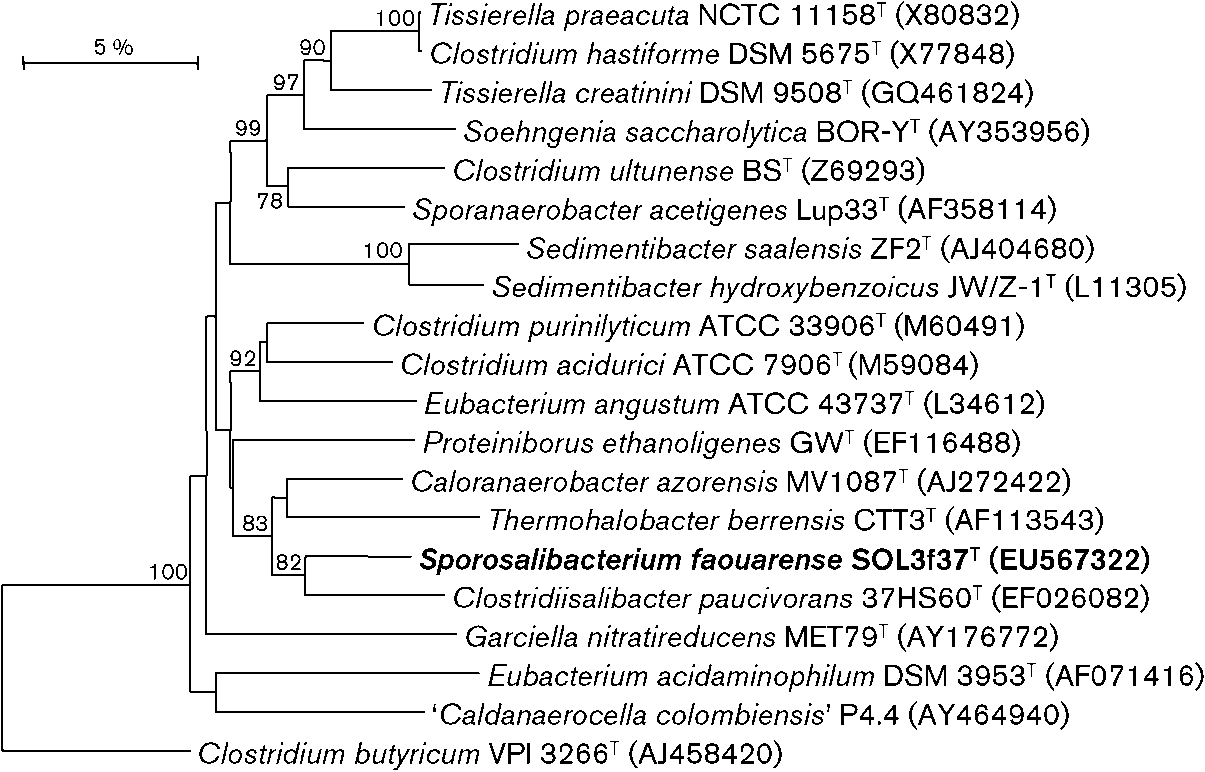 100 Tissierella praeacuta NCTC 11158ᵀ (X80832)
5 %
90
Clostridium hastiforme DSM 5675ᵀ (X77848)
97
Tissierella creatinini DSM 9508ᵀ (GQ461824)
99
Soehngenia saccharolytica BOR-Yᵀ (AY353956)
Clostridium ultunense BSᵀ (Z69293)
78
Sporanaerobacter acetigenes Lup33ᵀ (AF358114)
100
Sedimentibacter saalensis ZF2ᵀ (AJ404680)
Sedimentibacter hydroxybenzoicus JW/Z-1ᵀ (L11305)
Clostridium purinilyticum ATCC 33906ᵀ (M60491)
92
Clostridium acidurici ATCC 7906ᵀ (M59084)
Eubacterium angustum ATCC 43737ᵀ (L34612)
Proteiniborus ethanoligenes GWᵀ (EF116488)
Caloranaerobacter azorensis MV1087ᵀ (AJ272422)
83
Thermohalobacter berrensis CTT3ᵀ (AF113543)
82
Sporosalibacterium faouarense SOL3f37ᵀ (EU567322)
100
Clostridiisalibacter paucivorans 37HS60ᵀ (EF026082)
Garciella nitratireducens MET79ᵀ (AY176772)
Eubacterium acidaminophilum DSM 3953ᵀ (AF071416)
‘Caldanaerocella colombiensis’ P4.4 (AY464940)
Clostridium butyricum VPI 3266ᵀ (AJ458420)